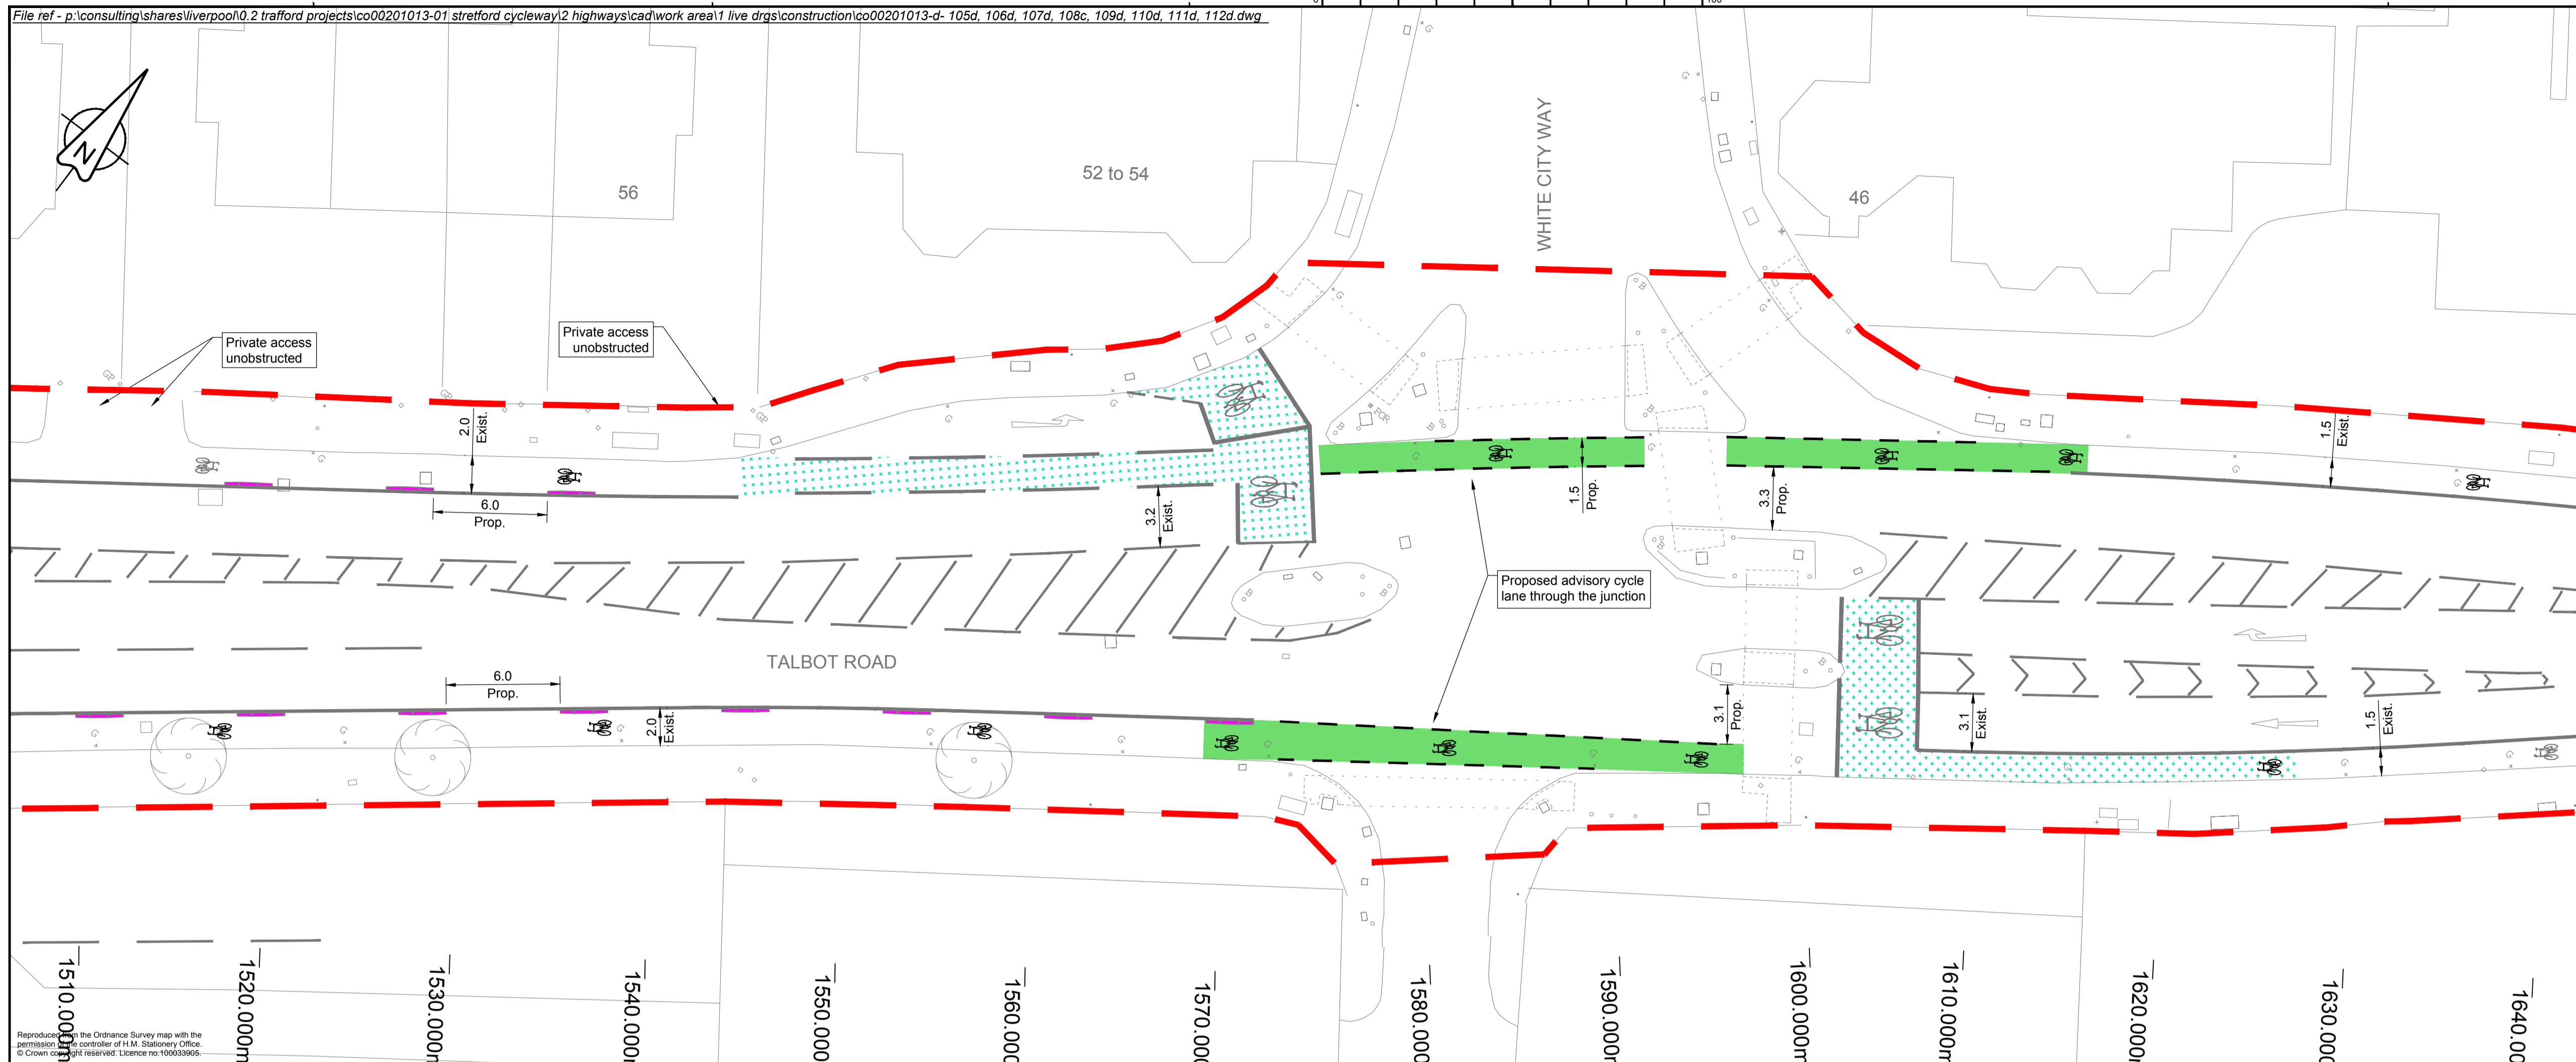 File ref - p:\consulting\shares\liverpool\0.2 trafford projects\co00201013-01 stretford cycleway\2 highways\cad\work area\1 live drgs\construction\co00201013-d- 105d, 106d, 107d, 108c, 109d, 110d, 111d, 112d.dwg
N
56
52 to 54
WHITE CITY WAY
46
Private access
unobstructed
Private access
unobstructed
2.0
Exist.
6.0
Prop.
3.2
Exist.
1.5
Prop.
3.3
Prop.
1.5
Exist.
PCR
Proposed advisory cycle
lane through the junction
TALBOT ROAD
6.0
Prop.
2.0
Exist.
3.1
Prop.
3.1
Exist.
1.5
Exist.
1510.000m
1520.000m
1530.000m
1540.000m
1550.000
1560.000
1570.000
1580.000
1590.000m
1600.000m
1610.000m
1620.000m
1630.000
1640.00
Reproduced from the Ordnance Survey map with the
permission of the controller of H.M. Stationery Office.
© Crown copyright reserved. Licence no.100033905.